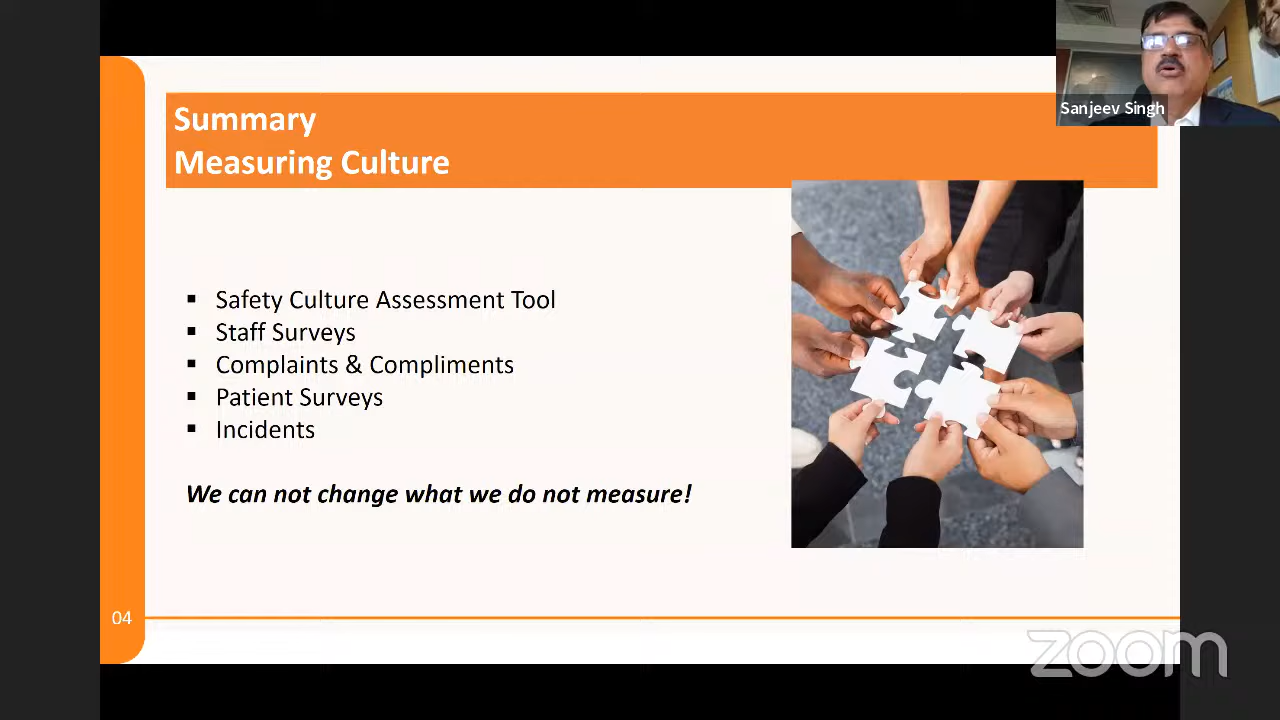 Sanjeev Singh
Summary
Measuring Culture
▪ Safety Culture Assessment Tool
▪ Staff Surveys
▪ Complaints & Compliments
▪ Patient Surveys
▪ Incidents
We can not change what we do not measure!
04
zoom